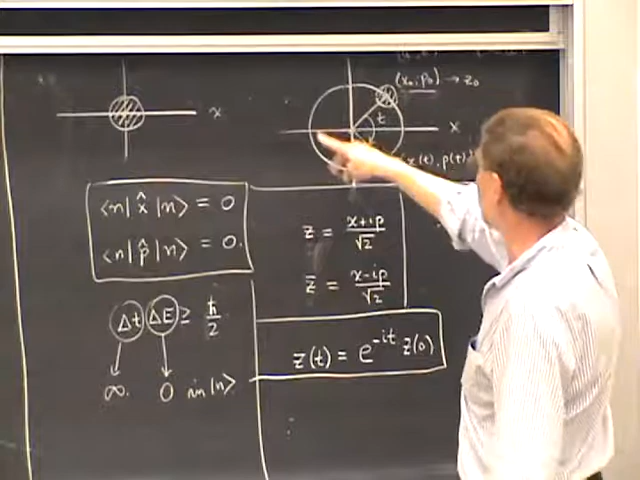 x
(x₀, p₀) → z₀
t
x
(x(t), p(t))
⟨n| x̂ |n⟩ = 0
⟨n| p̂ |n⟩ = 0.
z = x+ip / √2
z̄ = x-ip / √2
Δt ΔE ≥ ħ/2
∞. 0 in |n⟩
z(t) = e^{-it} z(0)